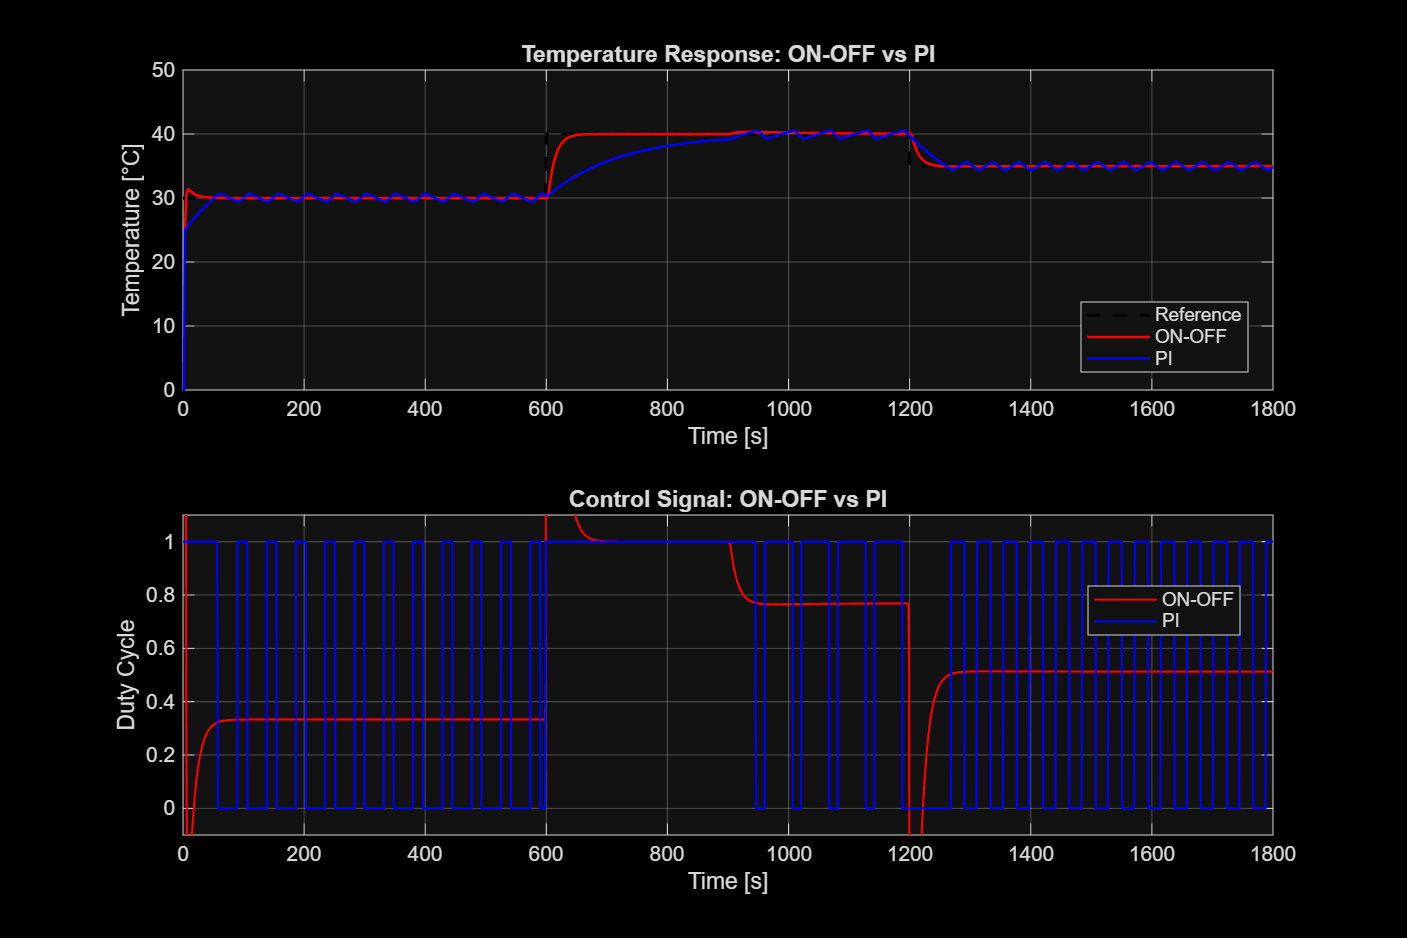 Temperature Response: ON-OFF vs PI
50
40
30
20
10
0
Temperature [°C]
0 200 400 600 800 1000 1200 1400 1600 1800
Time [s]
Reference
ON-OFF
PI
Control Signal: ON-OFF vs PI
1
0.8
0.6
0.4
0.2
0
Duty Cycle
0 200 400 600 800 1000 1200 1400 1600 1800
Time [s]
ON-OFF
PI